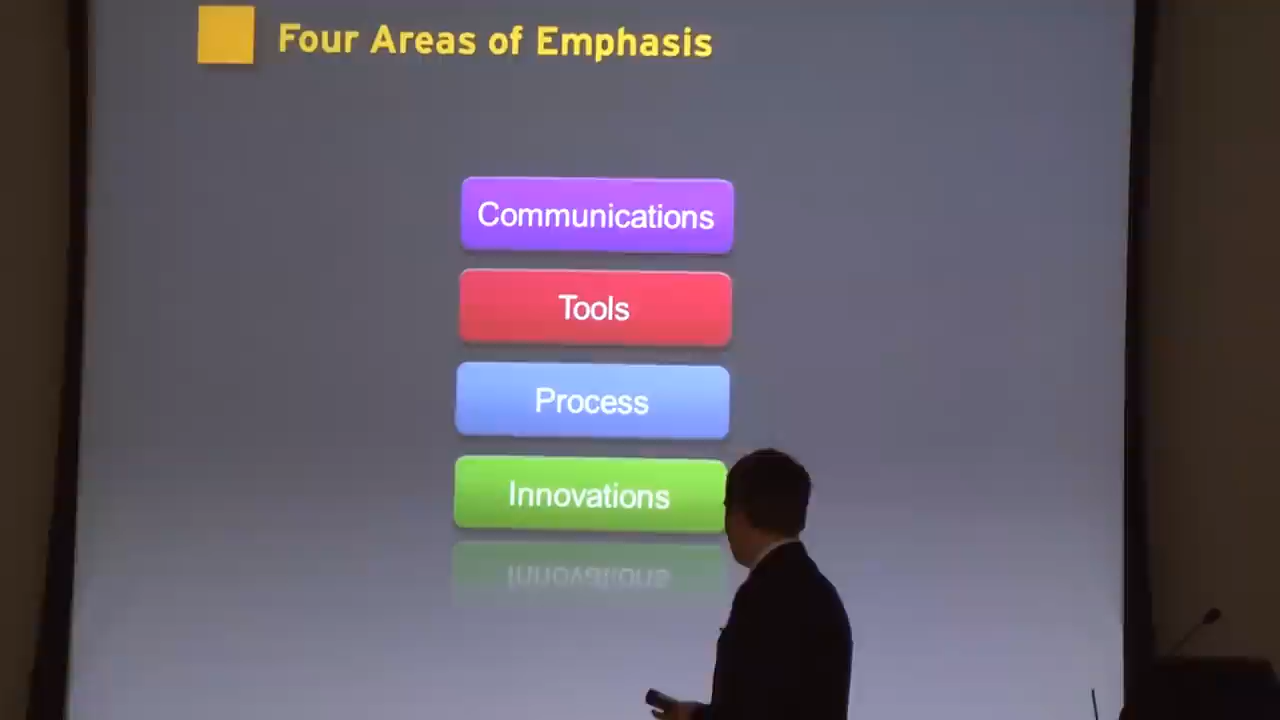 Four Areas of Emphasis
Communications
Tools
Process
Innovations